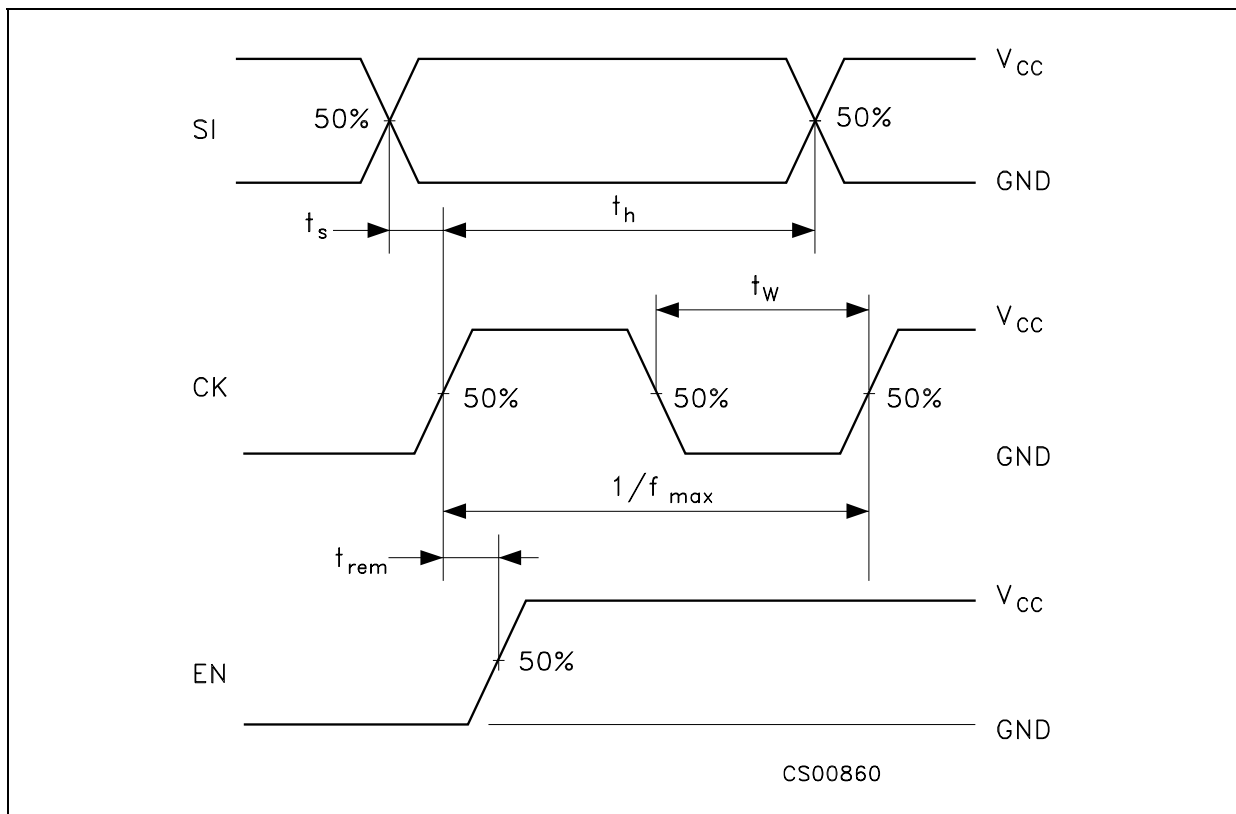 V CC
50%
50%
SI
GND
t s
t h
t W
V CC
CK
50%
50%
50%
GND
1/f max
t rem
V CC
50%
EN
GND
CS00860